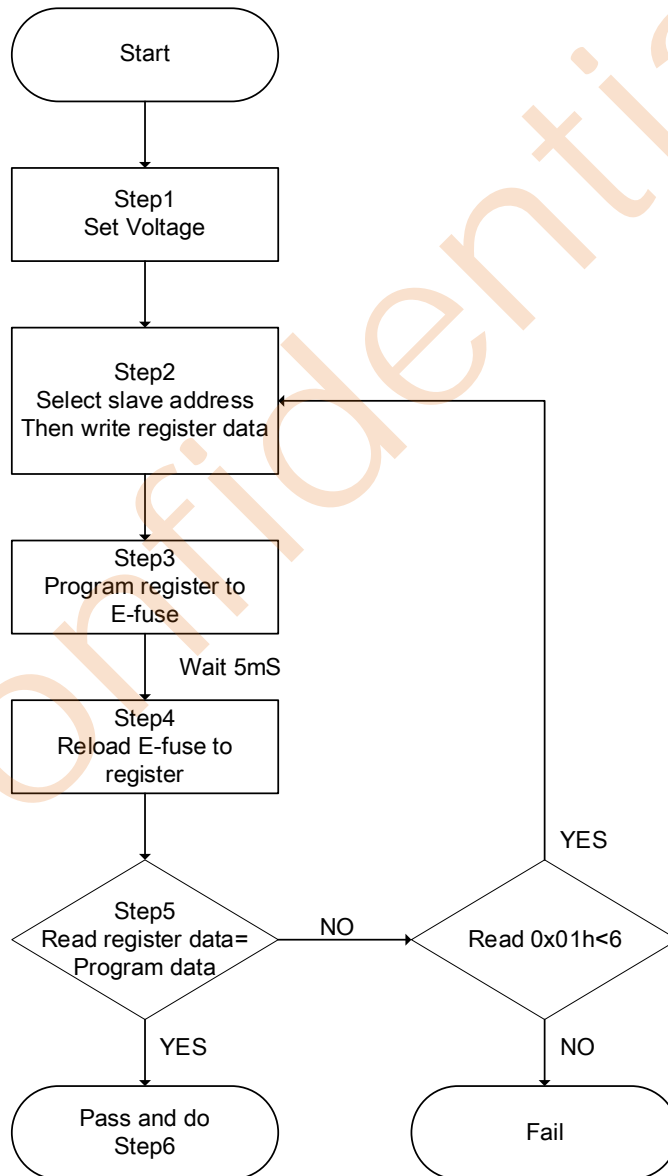 Start
Step1
Set Voltage
Step2
Select slave address
Then write register data
Step3
Program register to
E-fuse
Wait 5mS
Step4
Reload E-fuse to
register
Step5
Read register data=
Program data
NO
Read 0x01h<6
YES
YES
NO
Pass and do
Step6
Fail
onfidentia